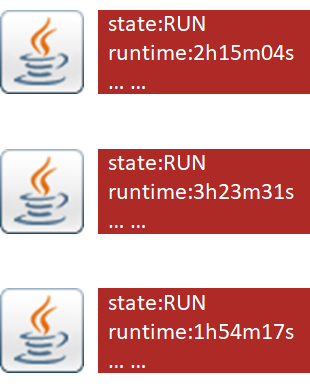 state:RUN
runtime:2h15m04s
... ...
state:RUN
runtime:3h23m31s
... ...
state:RUN
runtime:1h54m17s
... ...